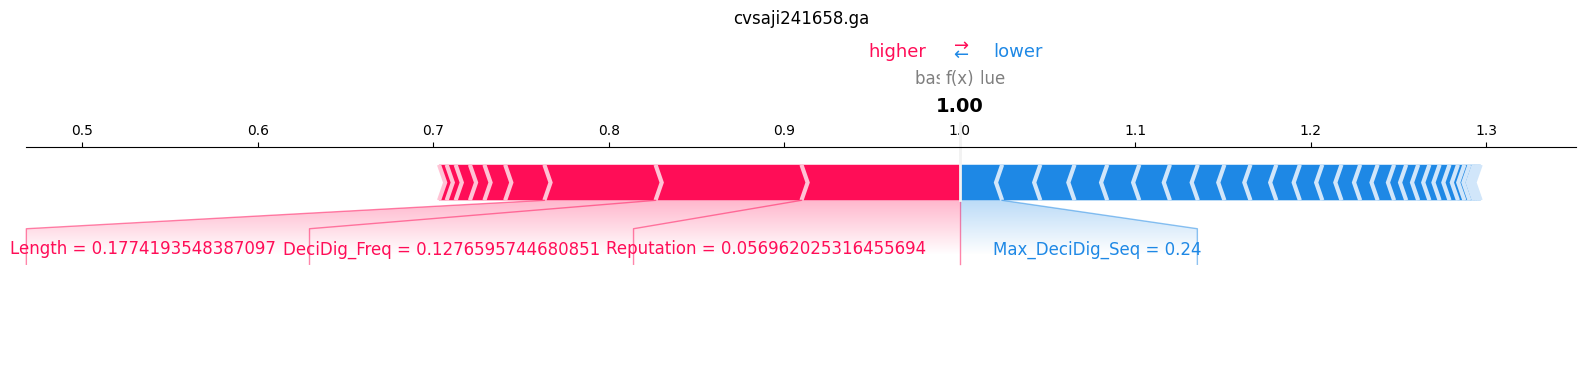 cvsaji241658.ga
higher ⇄ lower
f(x)
1.00
0.5 0.6 0.7 0.8 0.9 1.0 1.1 1.2 1.3
Length = 0.1774193548387097 DeciDig_Freq = 0.1276595744680851 Reputation = 0.056962025316455694 Max_DeciDig_Seq = 0.24